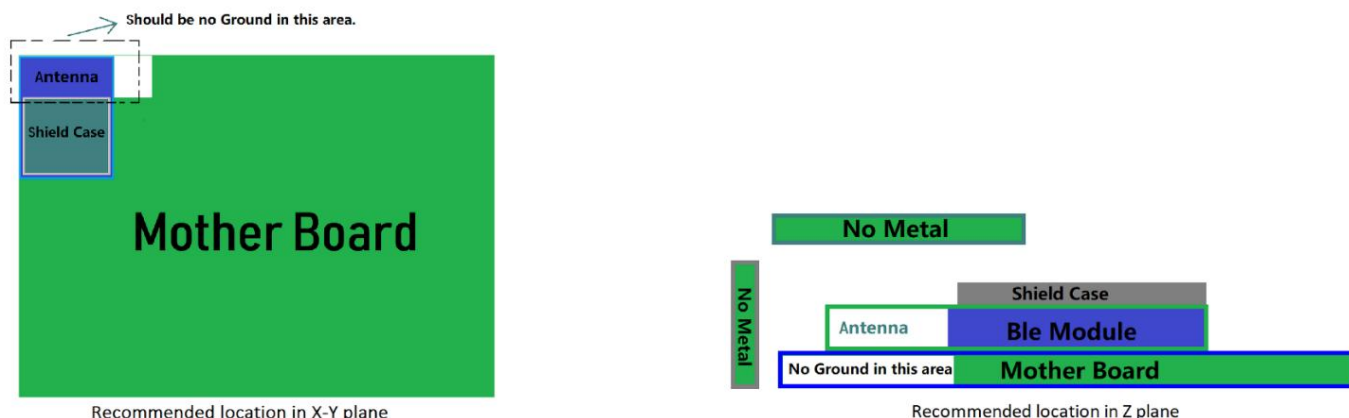 Should be no Ground in this area.
Antenna
Shield Case
Mother Board
Recommended location in X-Y plane
No Metal
No Metal
Shield Case
Antenna
Ble Module
No Ground in this area
Mother Board
Recommended location in Z plane